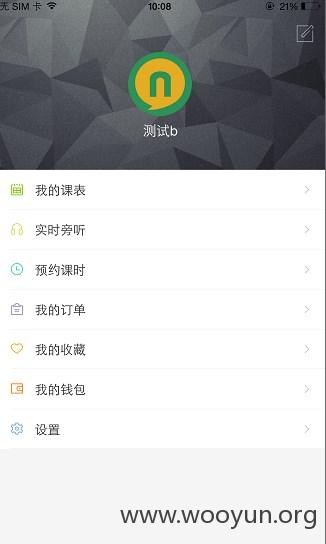 无 SIM 卡 10:08 21%
n
测试b
我的课表
实时旁听
预约课时
我的订单
我的收藏
我的钱包
设置
www.wooyun.org